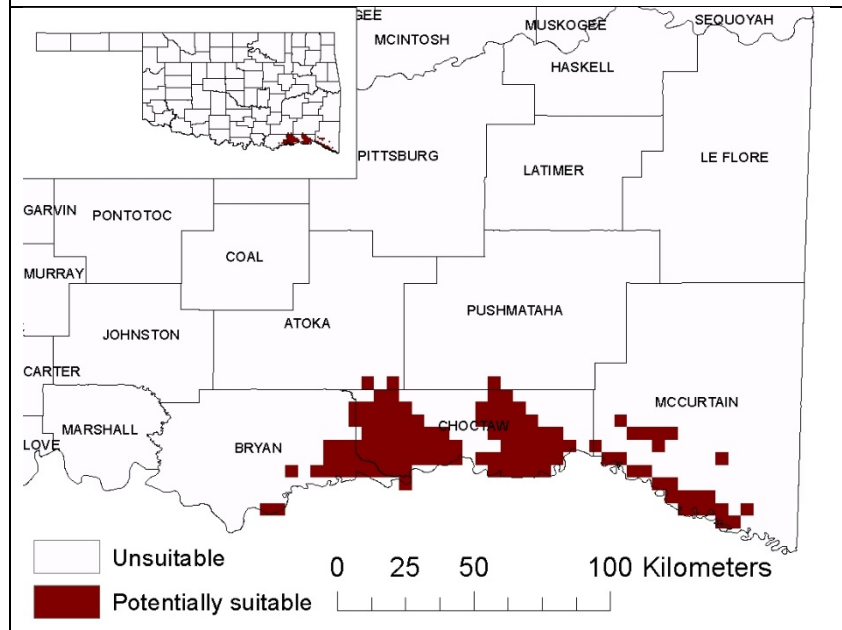 GEE
MUSKOGEE
SEQUOYAH
MCINTOSH
HASKELL
PITTSBURG
LATIMER
LE FLORE
GARVIN
PONTOTOC
COAL
MURRAY
PUSHMATAHA
ATOKA
JOHNSTON
CARTER
MCCURTAIN
MARSHALL
CHOCTAW
LOVE
BRYAN
Unsuitable
0 25 50 100 Kilometers
Potentially suitable